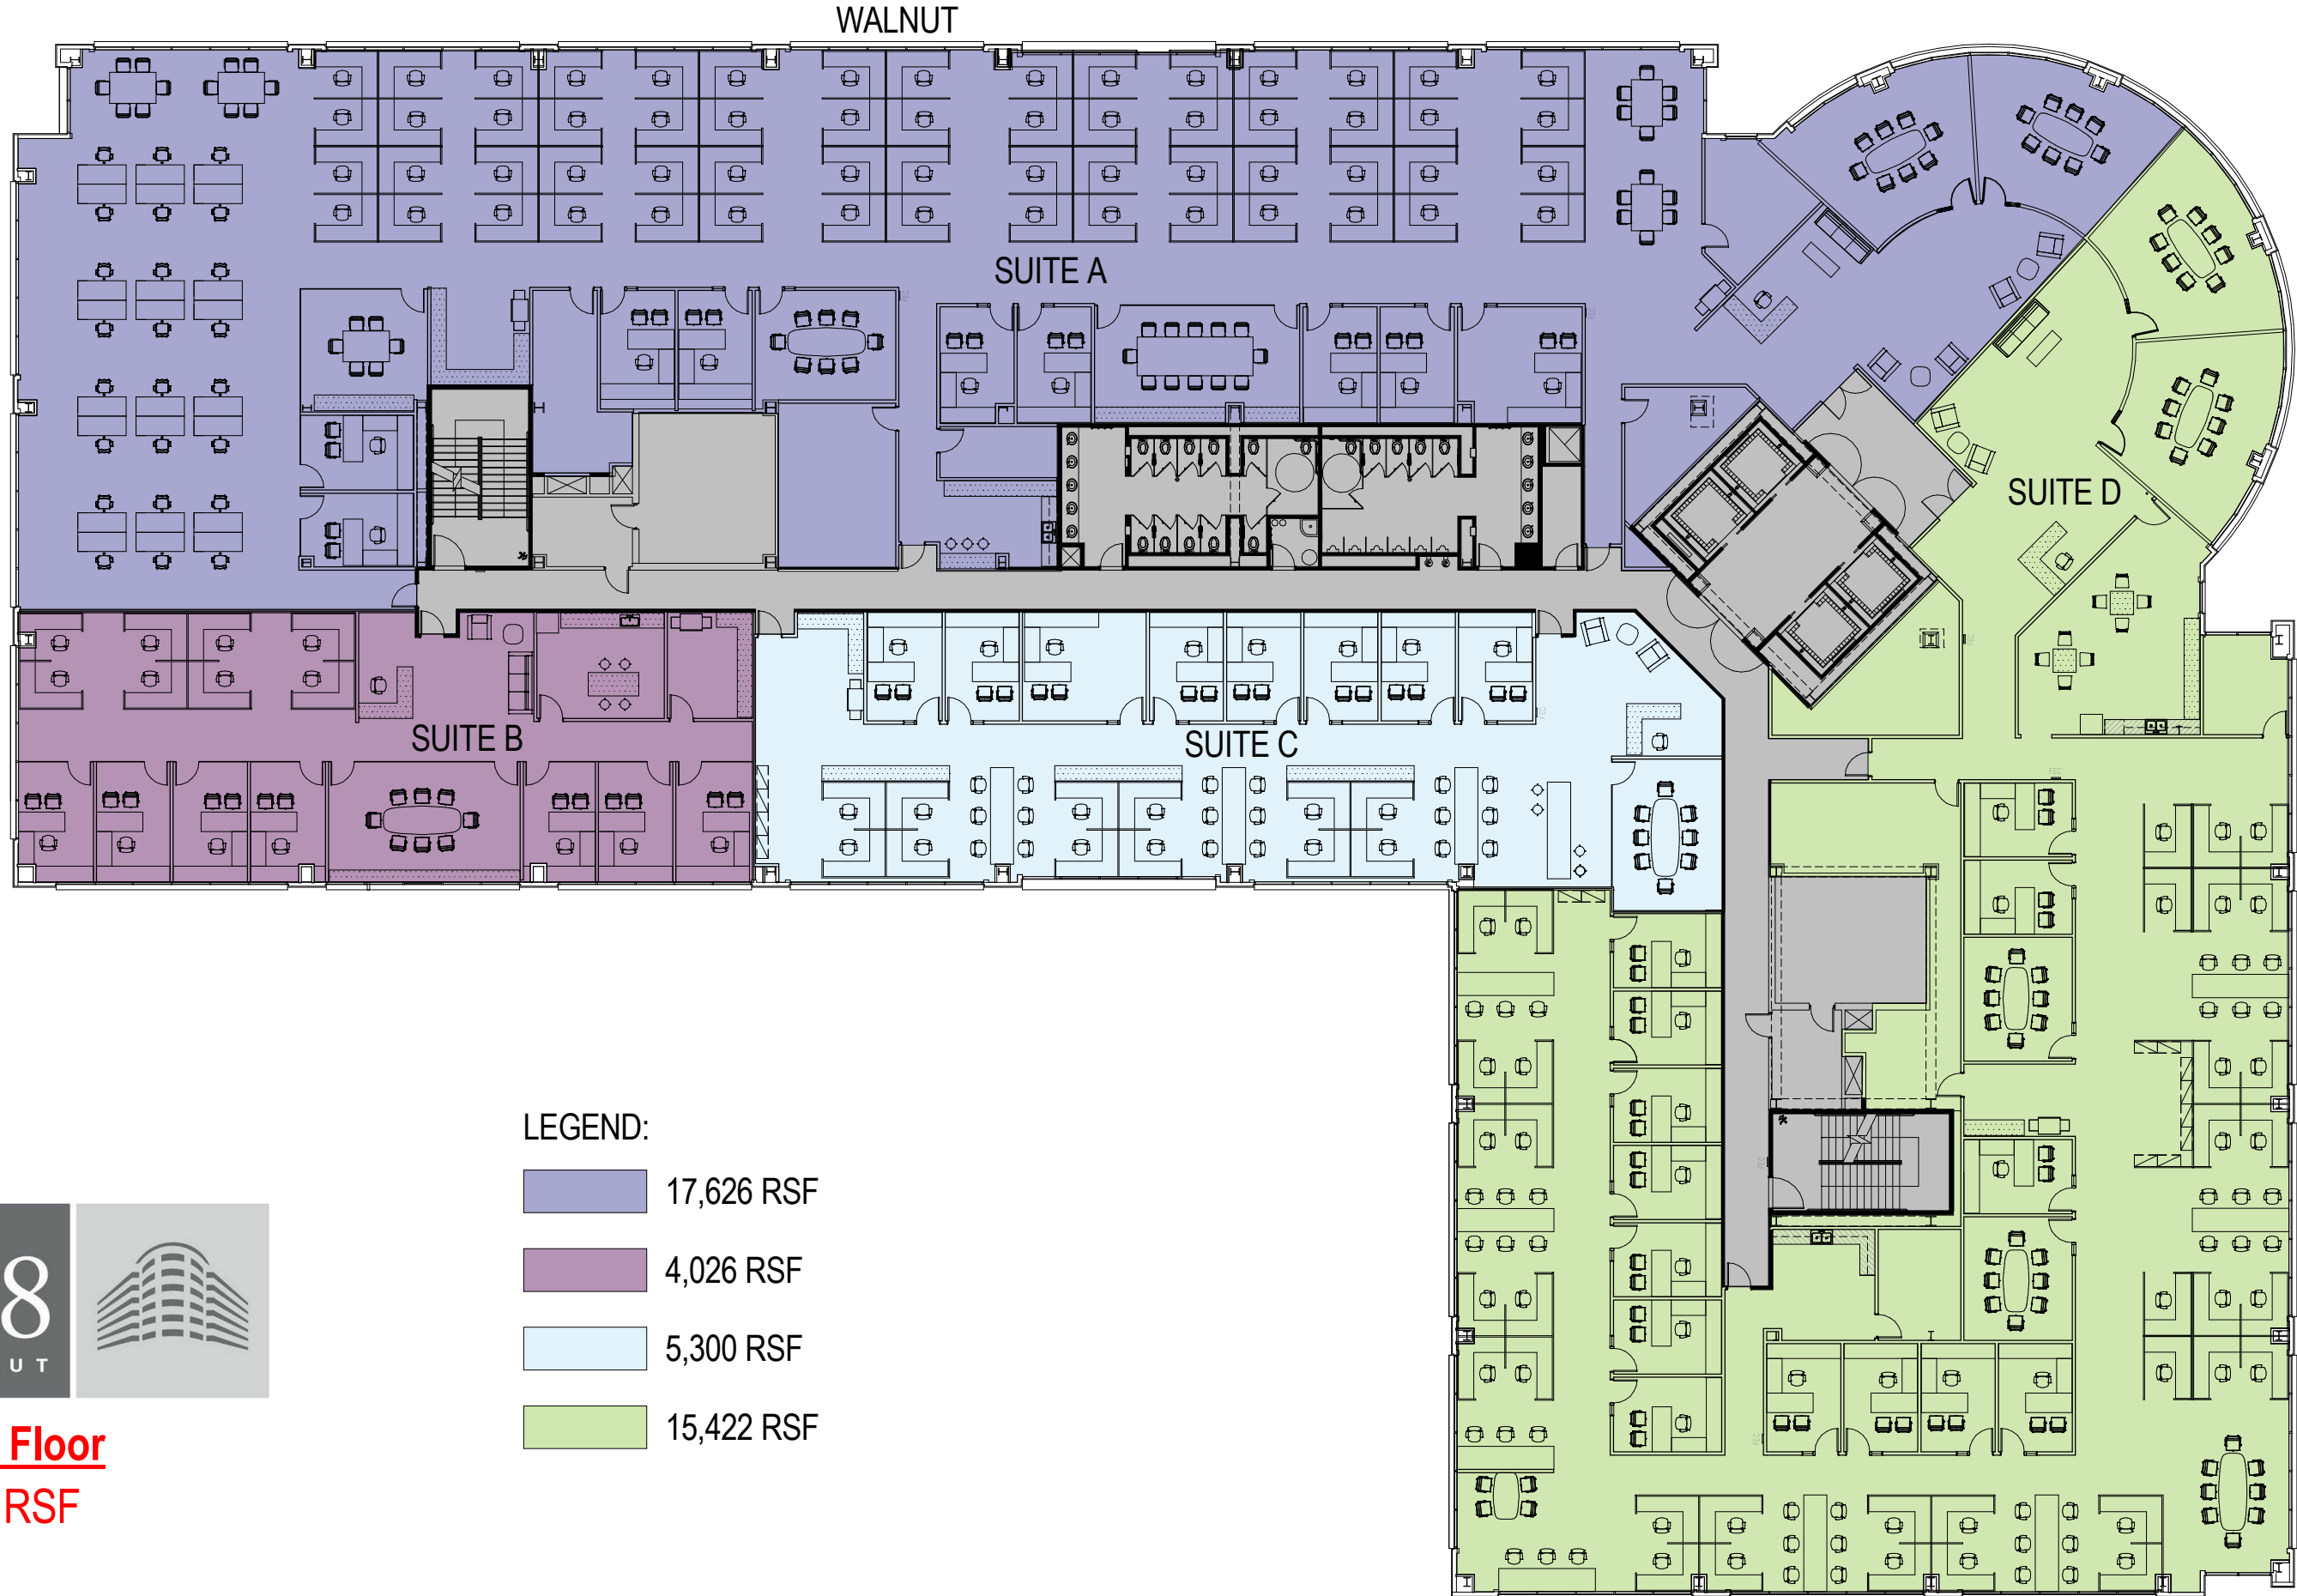 WALNUT
SUITE A
SUITE D
SUITE B
SUITE C
LEGEND:
17,626 RSF
4,026 RSF
5,300 RSF
15,422 RSF
8
UT
Floor
RSF